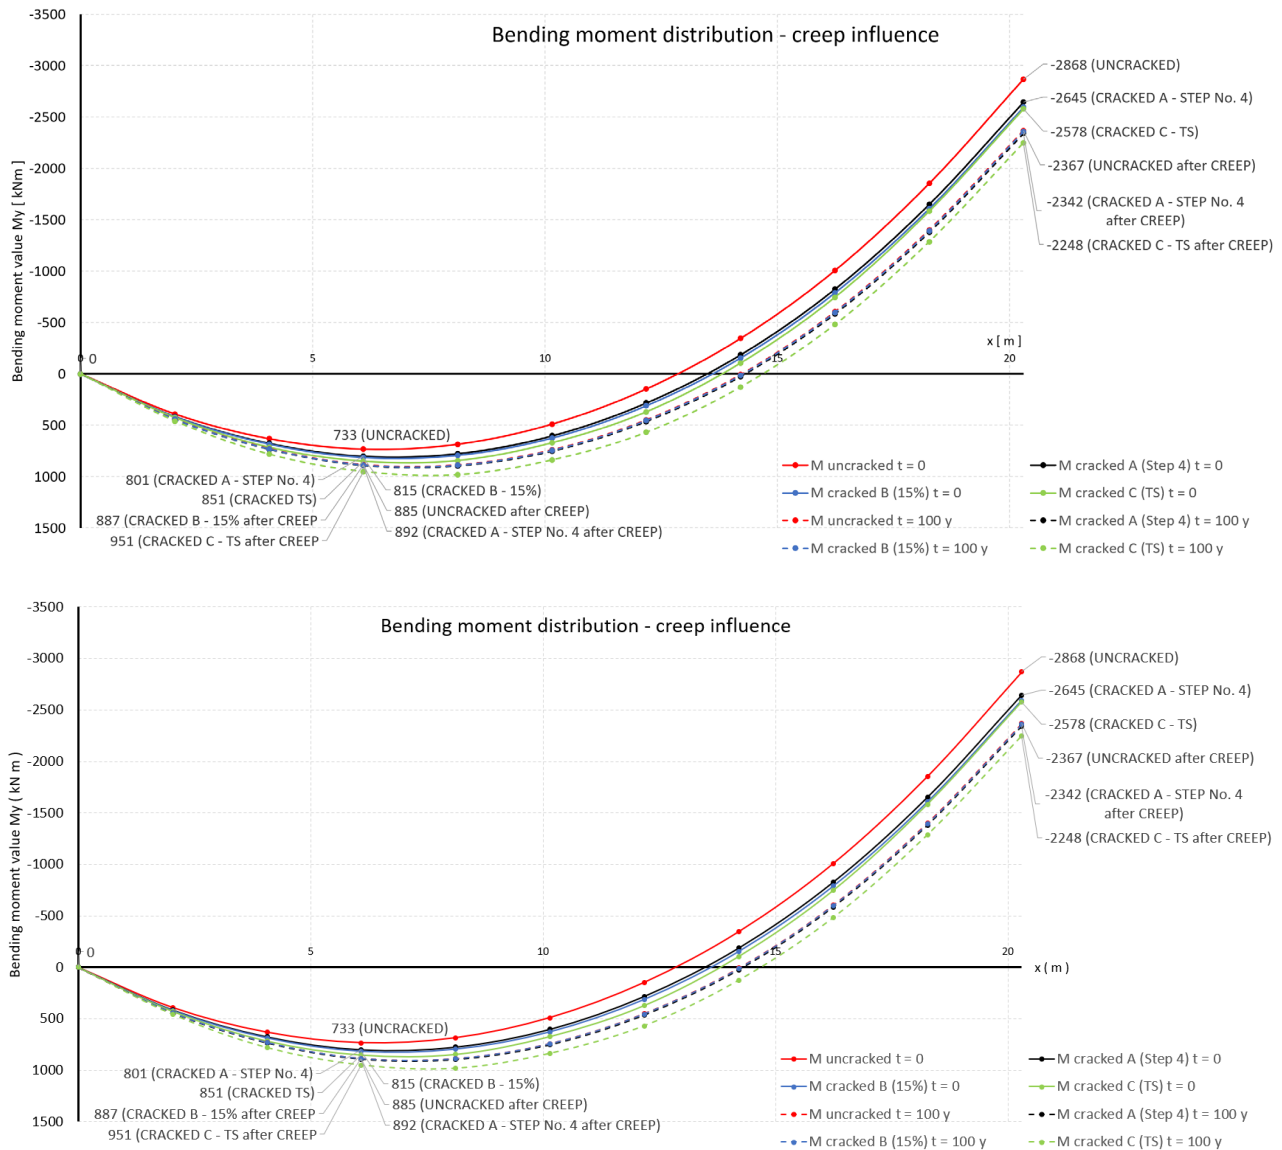 Bending moment distribution - creep influence
Bending moment value My [ kNm ]
-3500
-3000
-2500
-2000
-1500
-1000
-500
0
500
1000
1500
0
0
5
10
15
20
x [ m ]
-2868 (UNCRACKED)
-2645 (CRACKED A - STEP No. 4)
-2578 (CRACKED C - TS)
-2367 (UNCRACKED after CREEP)
-2342 (CRACKED A - STEP No. 4
after CREEP)
-2248 (CRACKED C - TS after CREEP)
733 (UNCRACKED)
801 (CRACKED A - STEP No. 4)
851 (CRACKED TS)
887 (CRACKED B - 15% after CREEP
951 (CRACKED C - TS after CREEP
815 (CRACKED B - 15%)
885 (UNCRACKED after CREEP)
892 (CRACKED A - STEP No. 4 after CREEP)
M uncracked t = 0
M cracked A (Step 4) t = 0
M cracked B (15%) t = 0
M cracked C (TS) t = 0
M uncracked t = 100 y
M cracked A (Step 4) t = 100 y
M cracked B (15%) t = 100 y
M cracked C (TS) t = 100 y
Bending moment distribution - creep influence
Bending moment value My ( kN m )
-3500
-3000
-2500
-2000
-1500
-1000
-500
0
500
1000
1500
0
0
5
10
15
20
x ( m )
-2868 (UNCRACKED)
-2645 (CRACKED A - STEP No. 4)
-2578 (CRACKED C - TS)
-2367 (UNCRACKED after CREEP)
-2342 (CRACKED A - STEP No. 4
after CREEP)
-2248 (CRACKED C - TS after CREEP)
733 (UNCRACKED)
801 (CRACKED A - STEP No. 4)
851 (CRACKED TS)
887 (CRACKED B - 15% after CREEP
951 (CRACKED C - TS after CREEP
815 (CRACKED B - 15%)
885 (UNCRACKED after CREEP)
892 (CRACKED A - STEP No. 4 after CREEP)
M uncracked t = 0
M cracked A (Step 4) t = 0
M cracked B (15%) t = 0
M cracked C (TS) t = 0
M uncracked t = 100 y
M cracked A (Step 4) t = 100 y
M cracked B (15%) t = 100 y
M cracked C (TS) t = 100 y